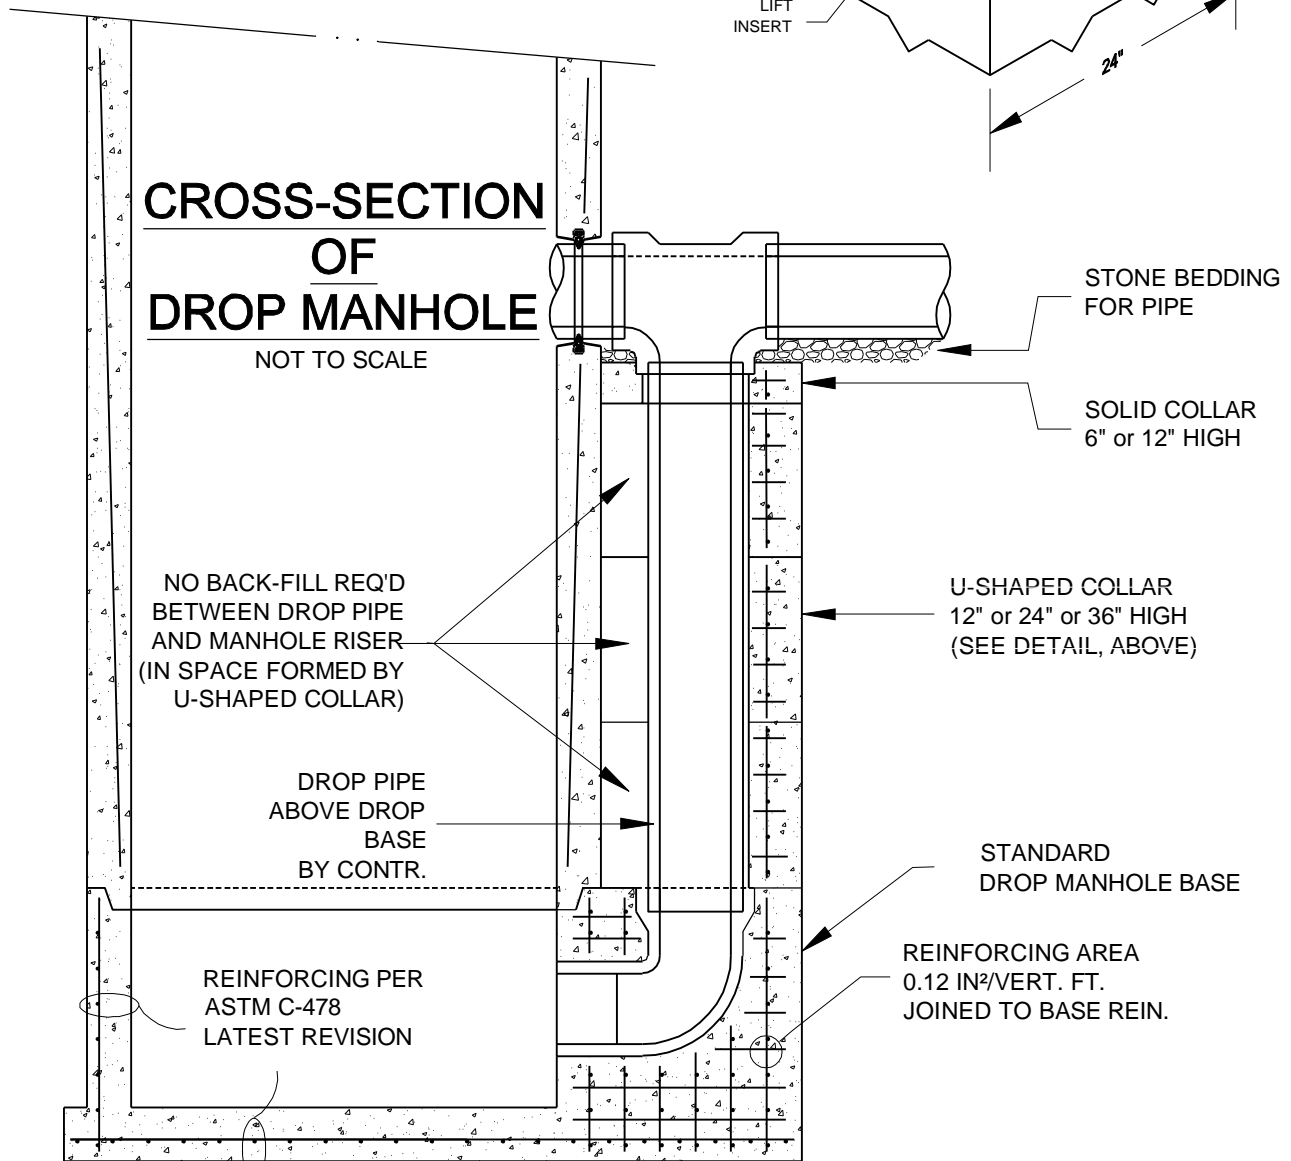 LIFT
INSERT
24"
CROSS-SECTION
OF
DROP MANHOLE
NOT TO SCALE
STONE BEDDING
FOR PIPE
SOLID COLLAR
6" or 12" HIGH
NO BACK-FILL REQ'D
BETWEEN DROP PIPE
AND MANHOLE RISER
(IN SPACE FORMED BY
U-SHAPED COLLAR)
U-SHAPED COLLAR
12" or 24" or 36" HIGH
(SEE DETAIL, ABOVE)
DROP PIPE
ABOVE DROP
BASE
BY CONTR.
STANDARD
DROP MANHOLE BASE
REINFORCING AREA
0.12 IN²/VERT. FT.
JOINED TO BASE REIN.
REINFORCING PER
ASTM C-478
LATEST REVISION